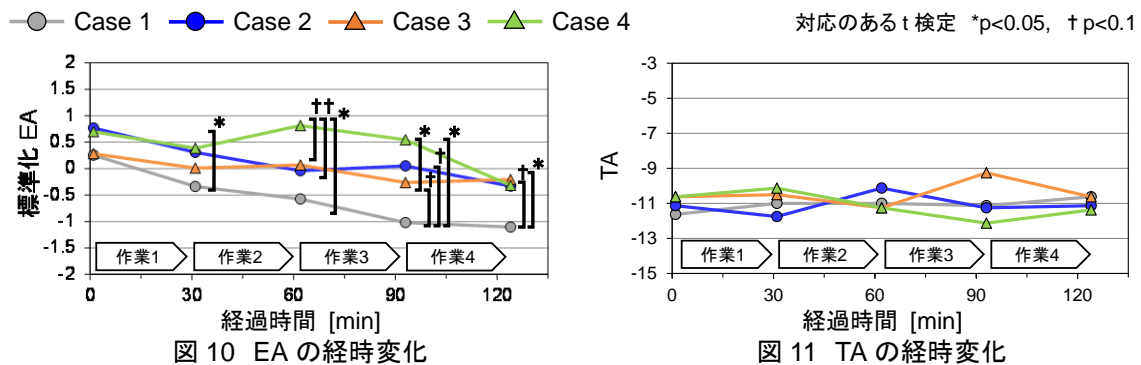 Case 1 Case 2 Case 3 Case 4
対応のある t 検定 *p<0.05, †p<0.1
標準化 EA
2
1.5
1
0.5
0
-0.5
-1
-1.5
-2
††*
*
*
†
*
†
†
*
作業1 作業2 作業3 作業4
0 30 60 90 120
経過時間 [min]
図 10 EA の経時変化
TA
-3
-5
-7
-9
-11
-13
-15
作業1 作業2 作業3 作業4
0 30 60 90 120
経過時間 [min]
図 11 TA の経時変化